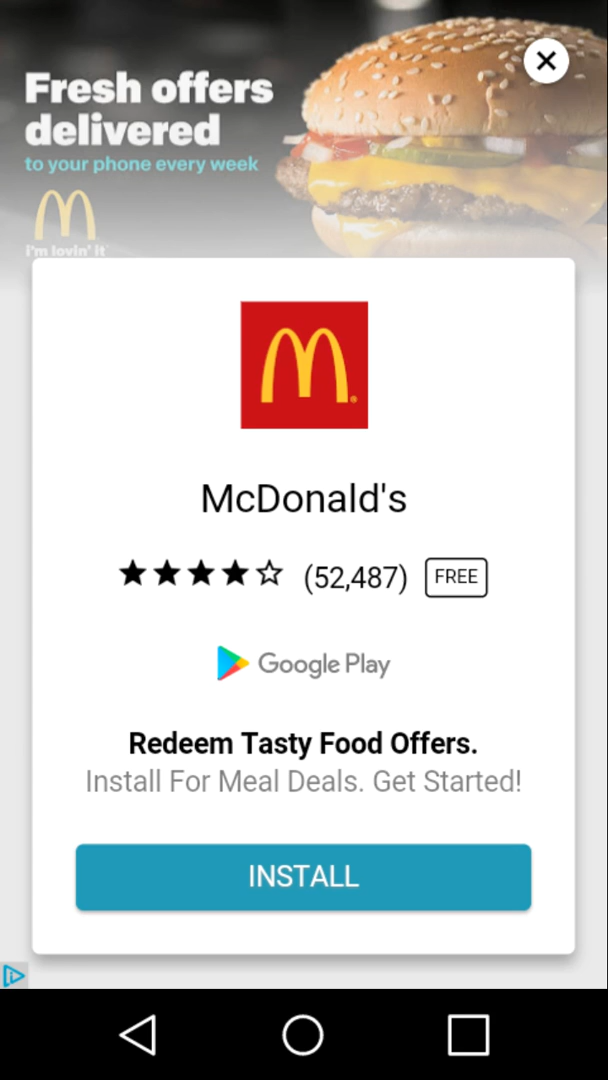 Fresh offers
delivered
to your phone every week
i'm lovin' it
McDonald's
(52,487) FREE
Google Play
Redeem Tasty Food Offers.
Install For Meal Deals. Get Started!
INSTALL